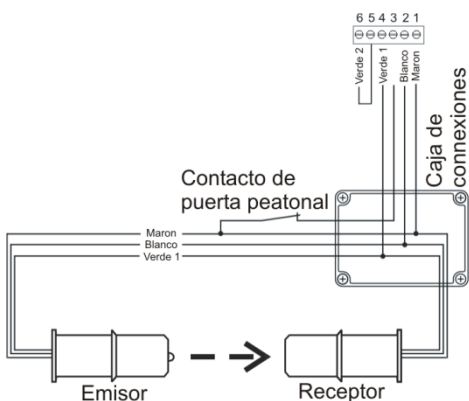 6 5 4 3 2 1
Verde 2
Verde 1
Blanco
Maron
Caja de
connexiones
Contacto de
puerta peatonal
Maron
Blanco
Verde 1
Emisor
Receptor